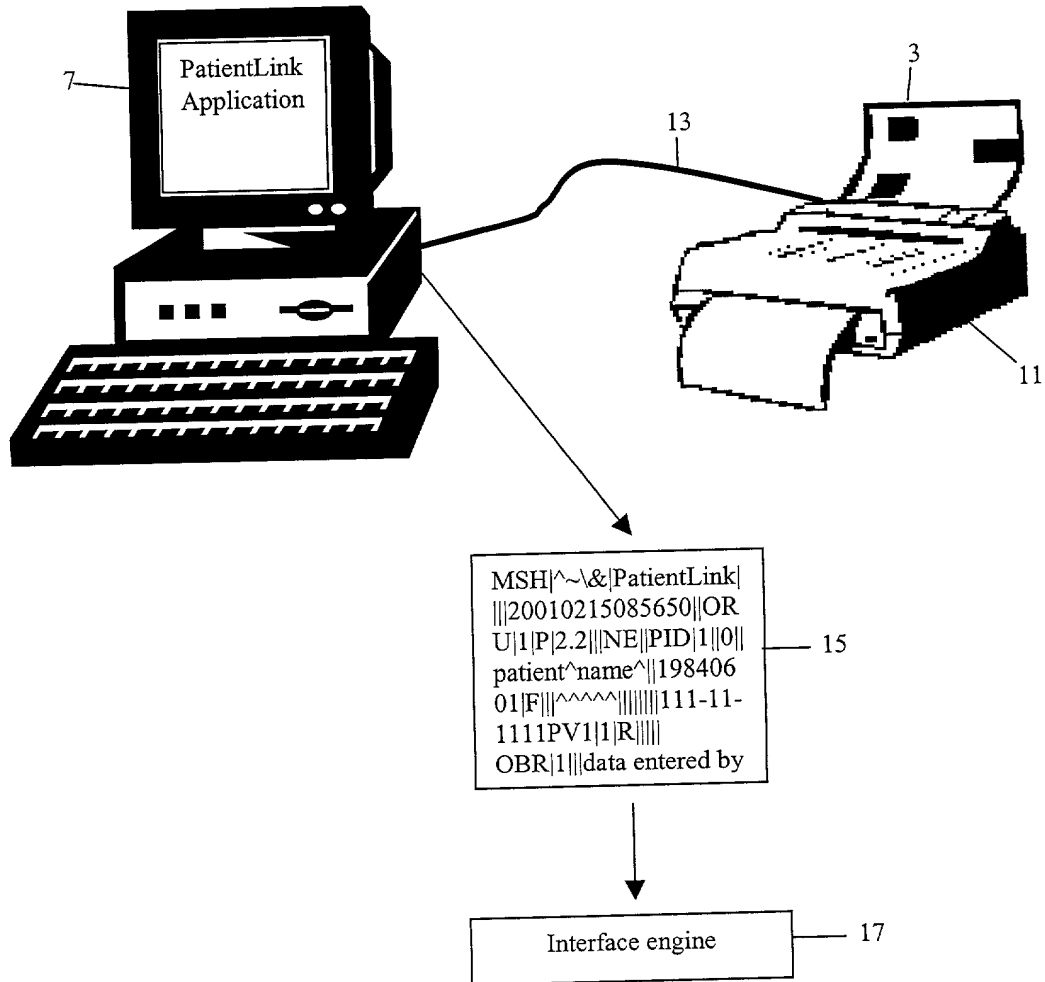 PatientLink
Application
7
3
13
11
MSH|^~\&|PatientLink|
|||20010215085650||OR
U|1|P|2.2|||NE||PID|1||0||
patient^name^||198406
01|F|||^^^^^|||||||||111-11-
1111PV1|1|R|||||
OBR|1|||data entered by
15
Interface engine
17